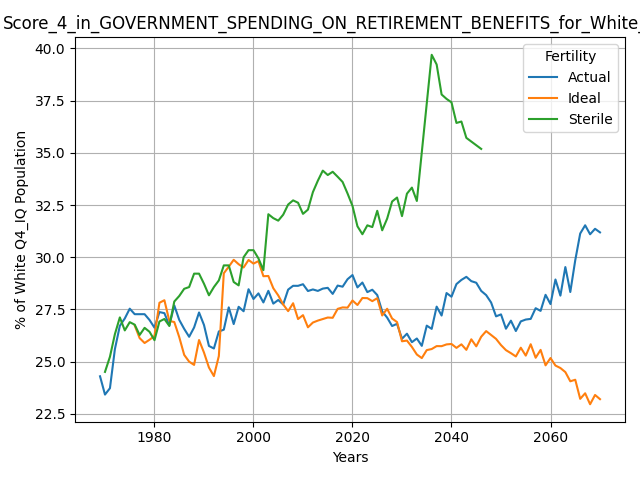 Score_4_in_GOVERNMENT_SPENDING_ON_RETIREMENT_BENEFITS_for_White_
40.0
37.5
35.0
32.5
30.0
27.5
25.0
22.5
% of White Q4_IQ Population
Fertility
Actual
Ideal
Sterile
1980 2000 2020 2040 2060
Years